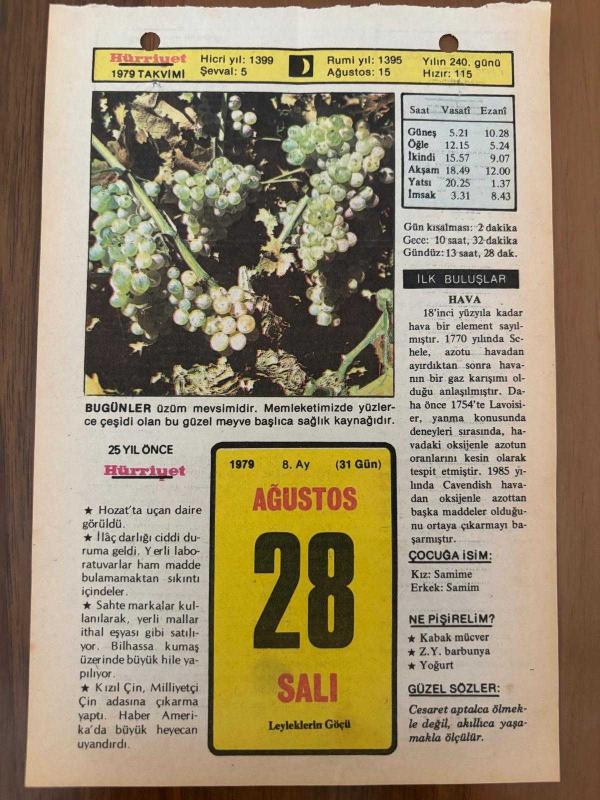 Hürriyet
1979 TAKVİMİ
Hicri yıl: 1399
Şevval: 5
Rumi yıl: 1395
Ağustos: 15
Yılın 240. günü
Hızır: 115
Saat Vasatî Ezanî
Güneş 5.21 10.28
Öğle 12.15 5.24
İkindi 15.57 9.07
Akşam 18.49 12.00
Yatsı 20.25 1.37
İmsak 3.31 8.43
Gün kısalması: 2 dakika
Gece: 10 saat, 32 dakika
Gündüz: 13 saat, 28 dak.
İLK BULUŞLAR
HAVA
18'inci yüzyıla kadar
hava bir element sayıl-
mıştır. 1770 yılında Sc-
hele, azotu havadan
ayırdıktan sonra hava-
nın bir gaz karışımı ol-
duğu anlaşılmıştır. Da-
ha önce 1754'te Lavoisi-
er, yanma konusunda
deneyleri sırasında, ha-
vadaki oksijenle azotun
oranlarını kesin olarak
tespit etmiştir. 1985 yı-
lında Cavendish hava-
dan oksijenle azottan
başka maddeler olduğu-
nu ortaya çıkarmayı ba-
şarmıştır.
ÇOCUĞA İSİM:
Kız: Samime
Erkek: Samim
NE PİŞİRELİM?
★ Kabak mücver
★ Z.Y. barbunya
★ Yoğurt
GÜZEL SÖZLER:
Cesaret aptalca ölmek-
le değil, akıllıca yaşa-
makla ölçülür.
BUGÜNLER üzüm mevsimidir. Memleketimizde yüzler-
ce çeşidi olan bu güzel meyve başlıca sağlık kaynağıdır.
25 YIL ÖNCE
Hürriyet
★ Hozat'ta uçan daire
görüldü.
★ İlâç darlığı ciddi du-
ruma geldi. Yerli labo-
ratuvarlar ham madde
bulamamaktan sıkıntı
içindeler.
★ Sahte markalar kul-
lanılarak, yerli mallar
ithal eşyası gibi satılı-
yor. Bilhassa kumaş
üzerinde büyük hile ya-
pılıyor.
★ Kızıl Çin, Milliyetçi
Çin adasına çıkarma
yaptı. Haber Ameri-
ka'da büyük heyecan
uyandırdı.
1979 8. Ay (31 Gün)
AĞUSTOS
28
SALI
Leyleklerin Göçü